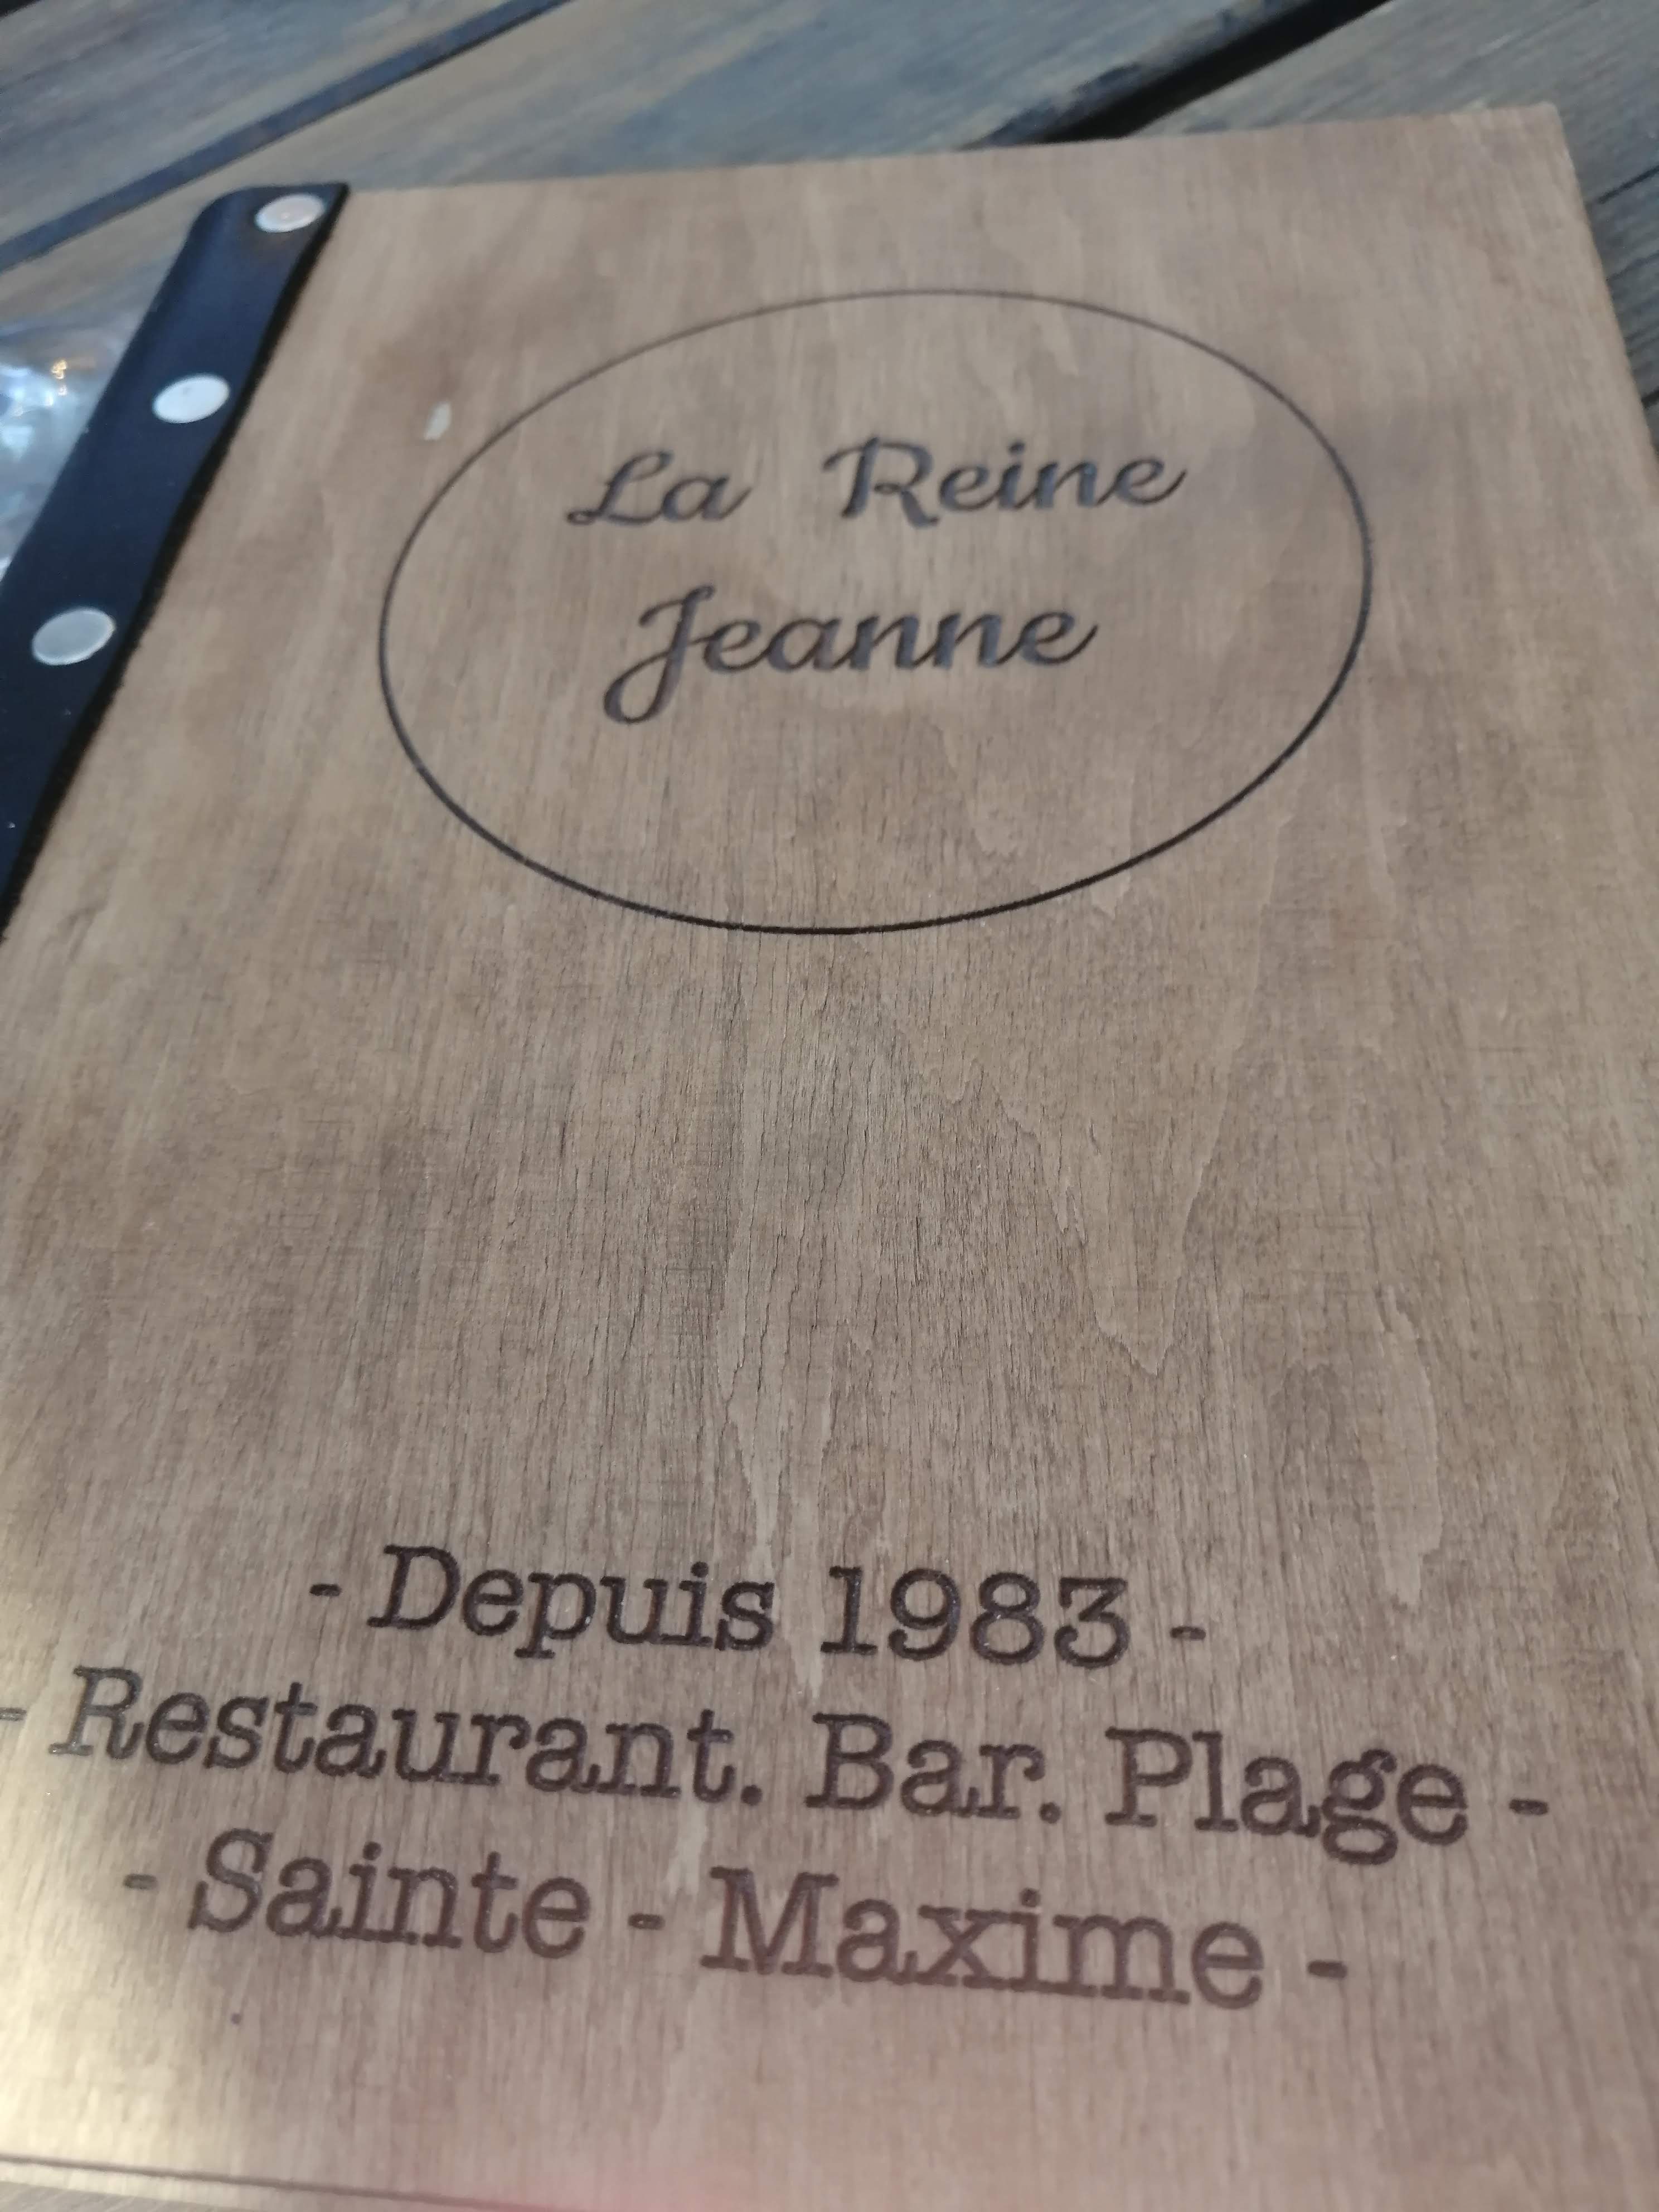 La Reine
Jeanne
- Depuis 1983 -
- Restaurant. Bar. Plage -
- Sainte - Maxime -